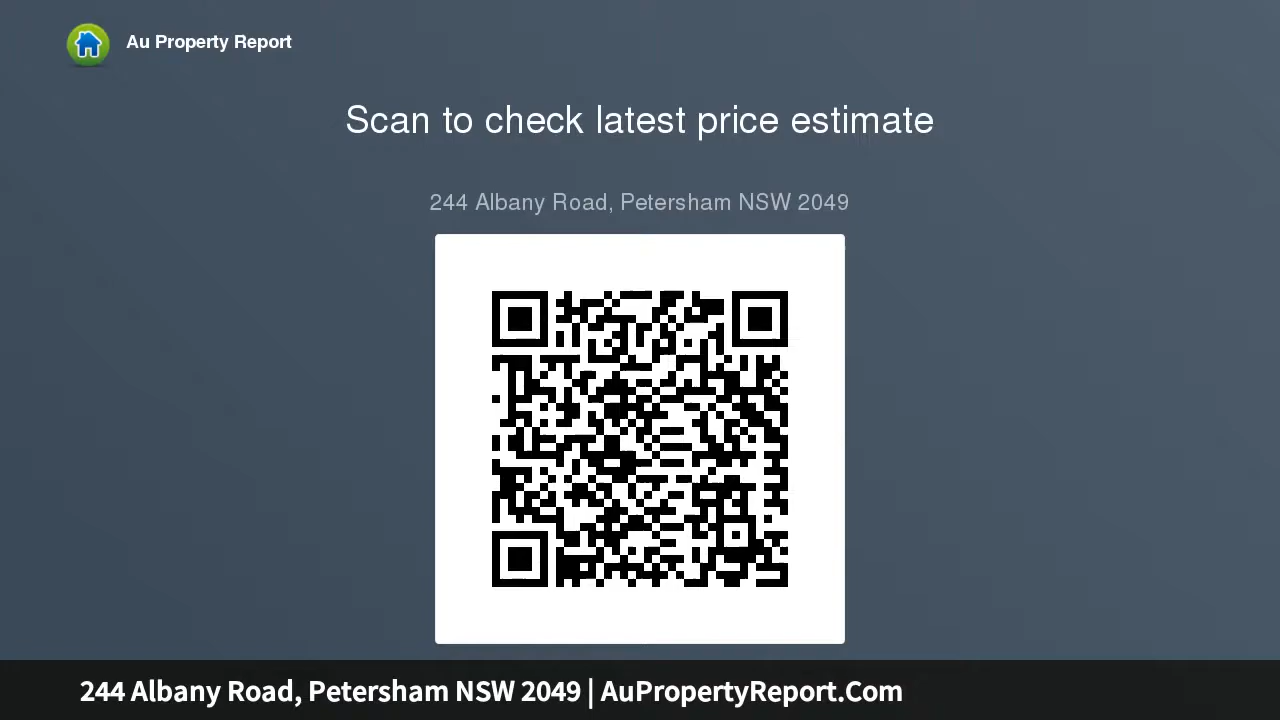 Au Property Report
Scan to check latest price estimate
244 Albany Road, Petersham NSW 2049
244 Albany Road, Petersham NSW 2049 | AuPropertyReport.Com